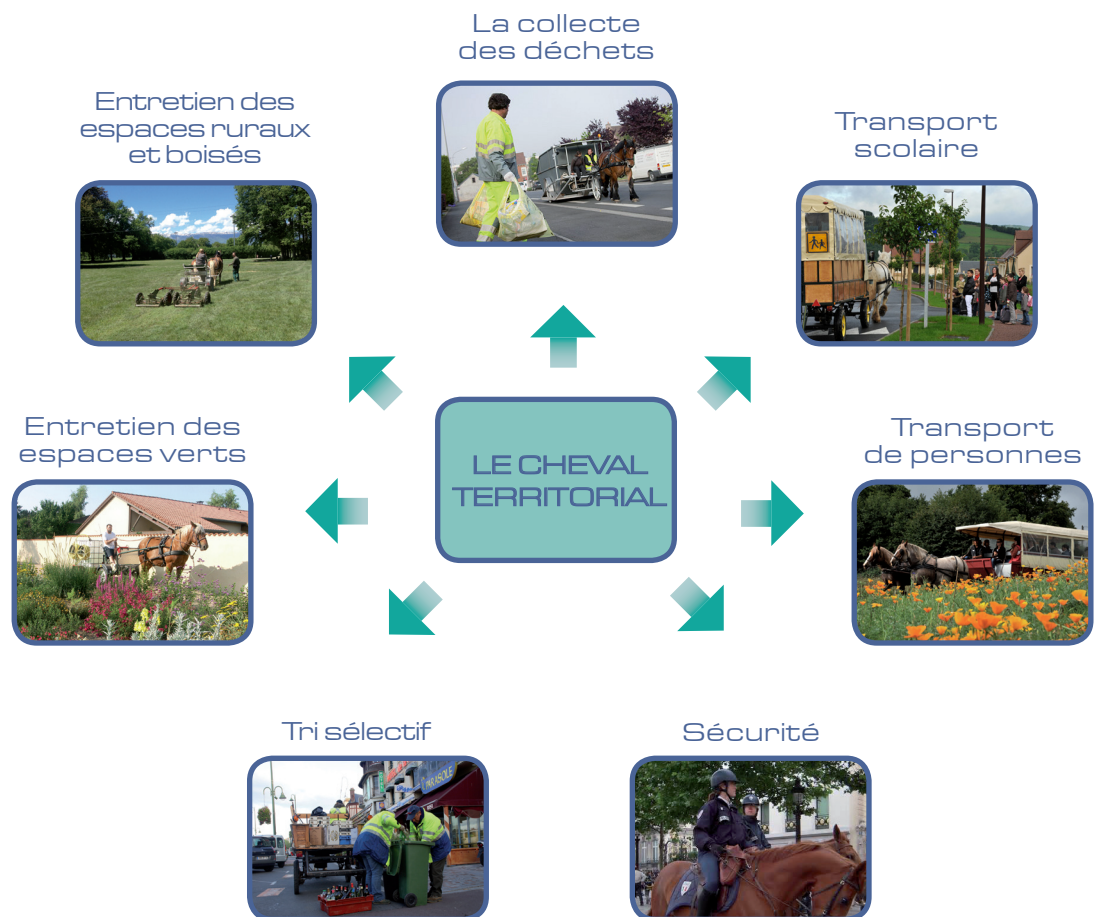 La collecte
des déchets
Entretien des
espaces ruraux
et boisés
Transport
scolaire
LE CHEVAL
TERRITORIAL
Entretien des
espaces verts
Transport
de personnes
Tri sélectif
Sécurité
PARASOLE